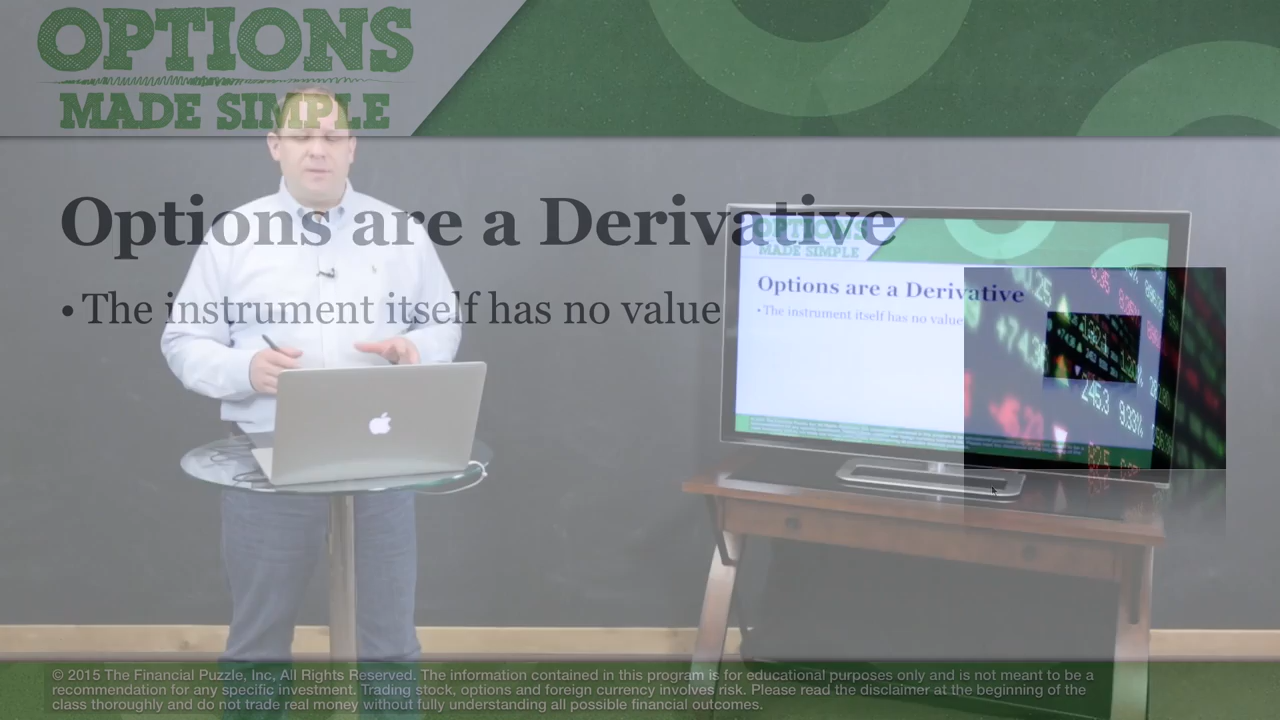 OPTIONS
MADE SIMPLE
Options are a Derivative
• The instrument itself has no value
OPTIONS
MADE SIMPLE
Options are a Derivative
• The instrument itself has no value
245.3 9.33%
© 2015 The Financial Puzzle, Inc, All Rights Reserved. The information contained in this program is for educational purposes only and is not meant to be a
recommendation for any specific investment. Trading stock, options and foreign currency involves risk. Please read the disclaimer at the beginning of the
class thoroughly and do not trade real money without fully understanding all possible financial outcomes.